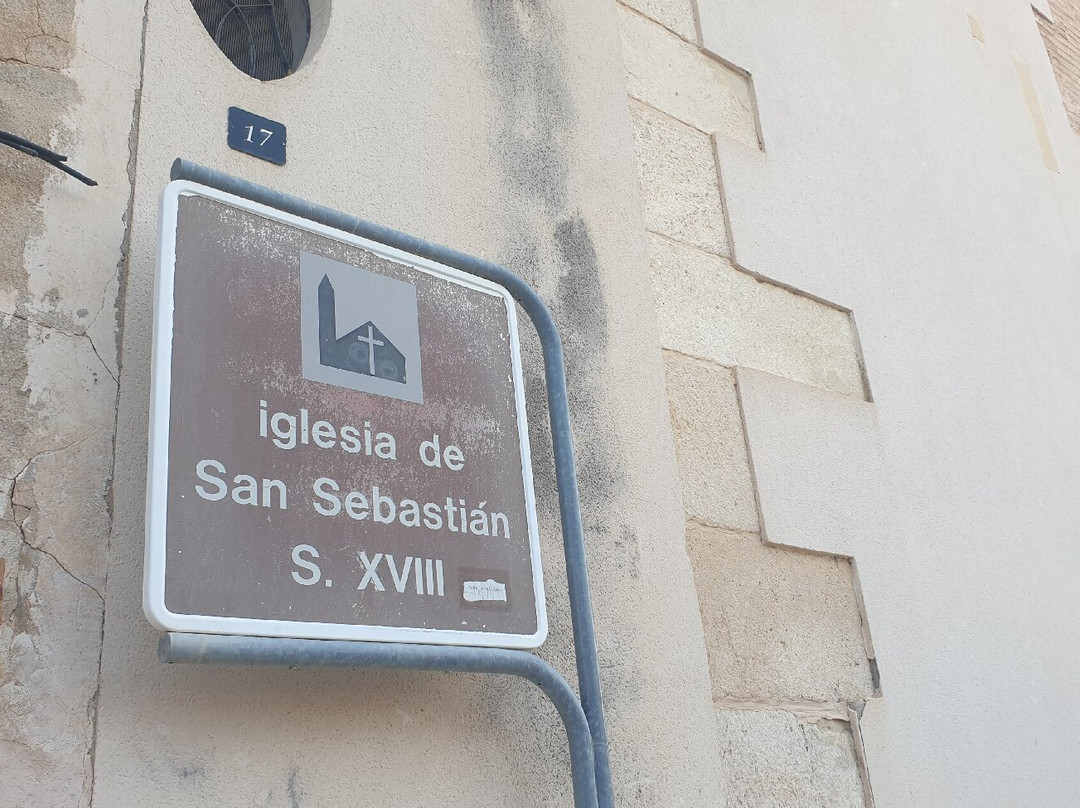 17
iglesia de
San Sebastián
S. XVIII